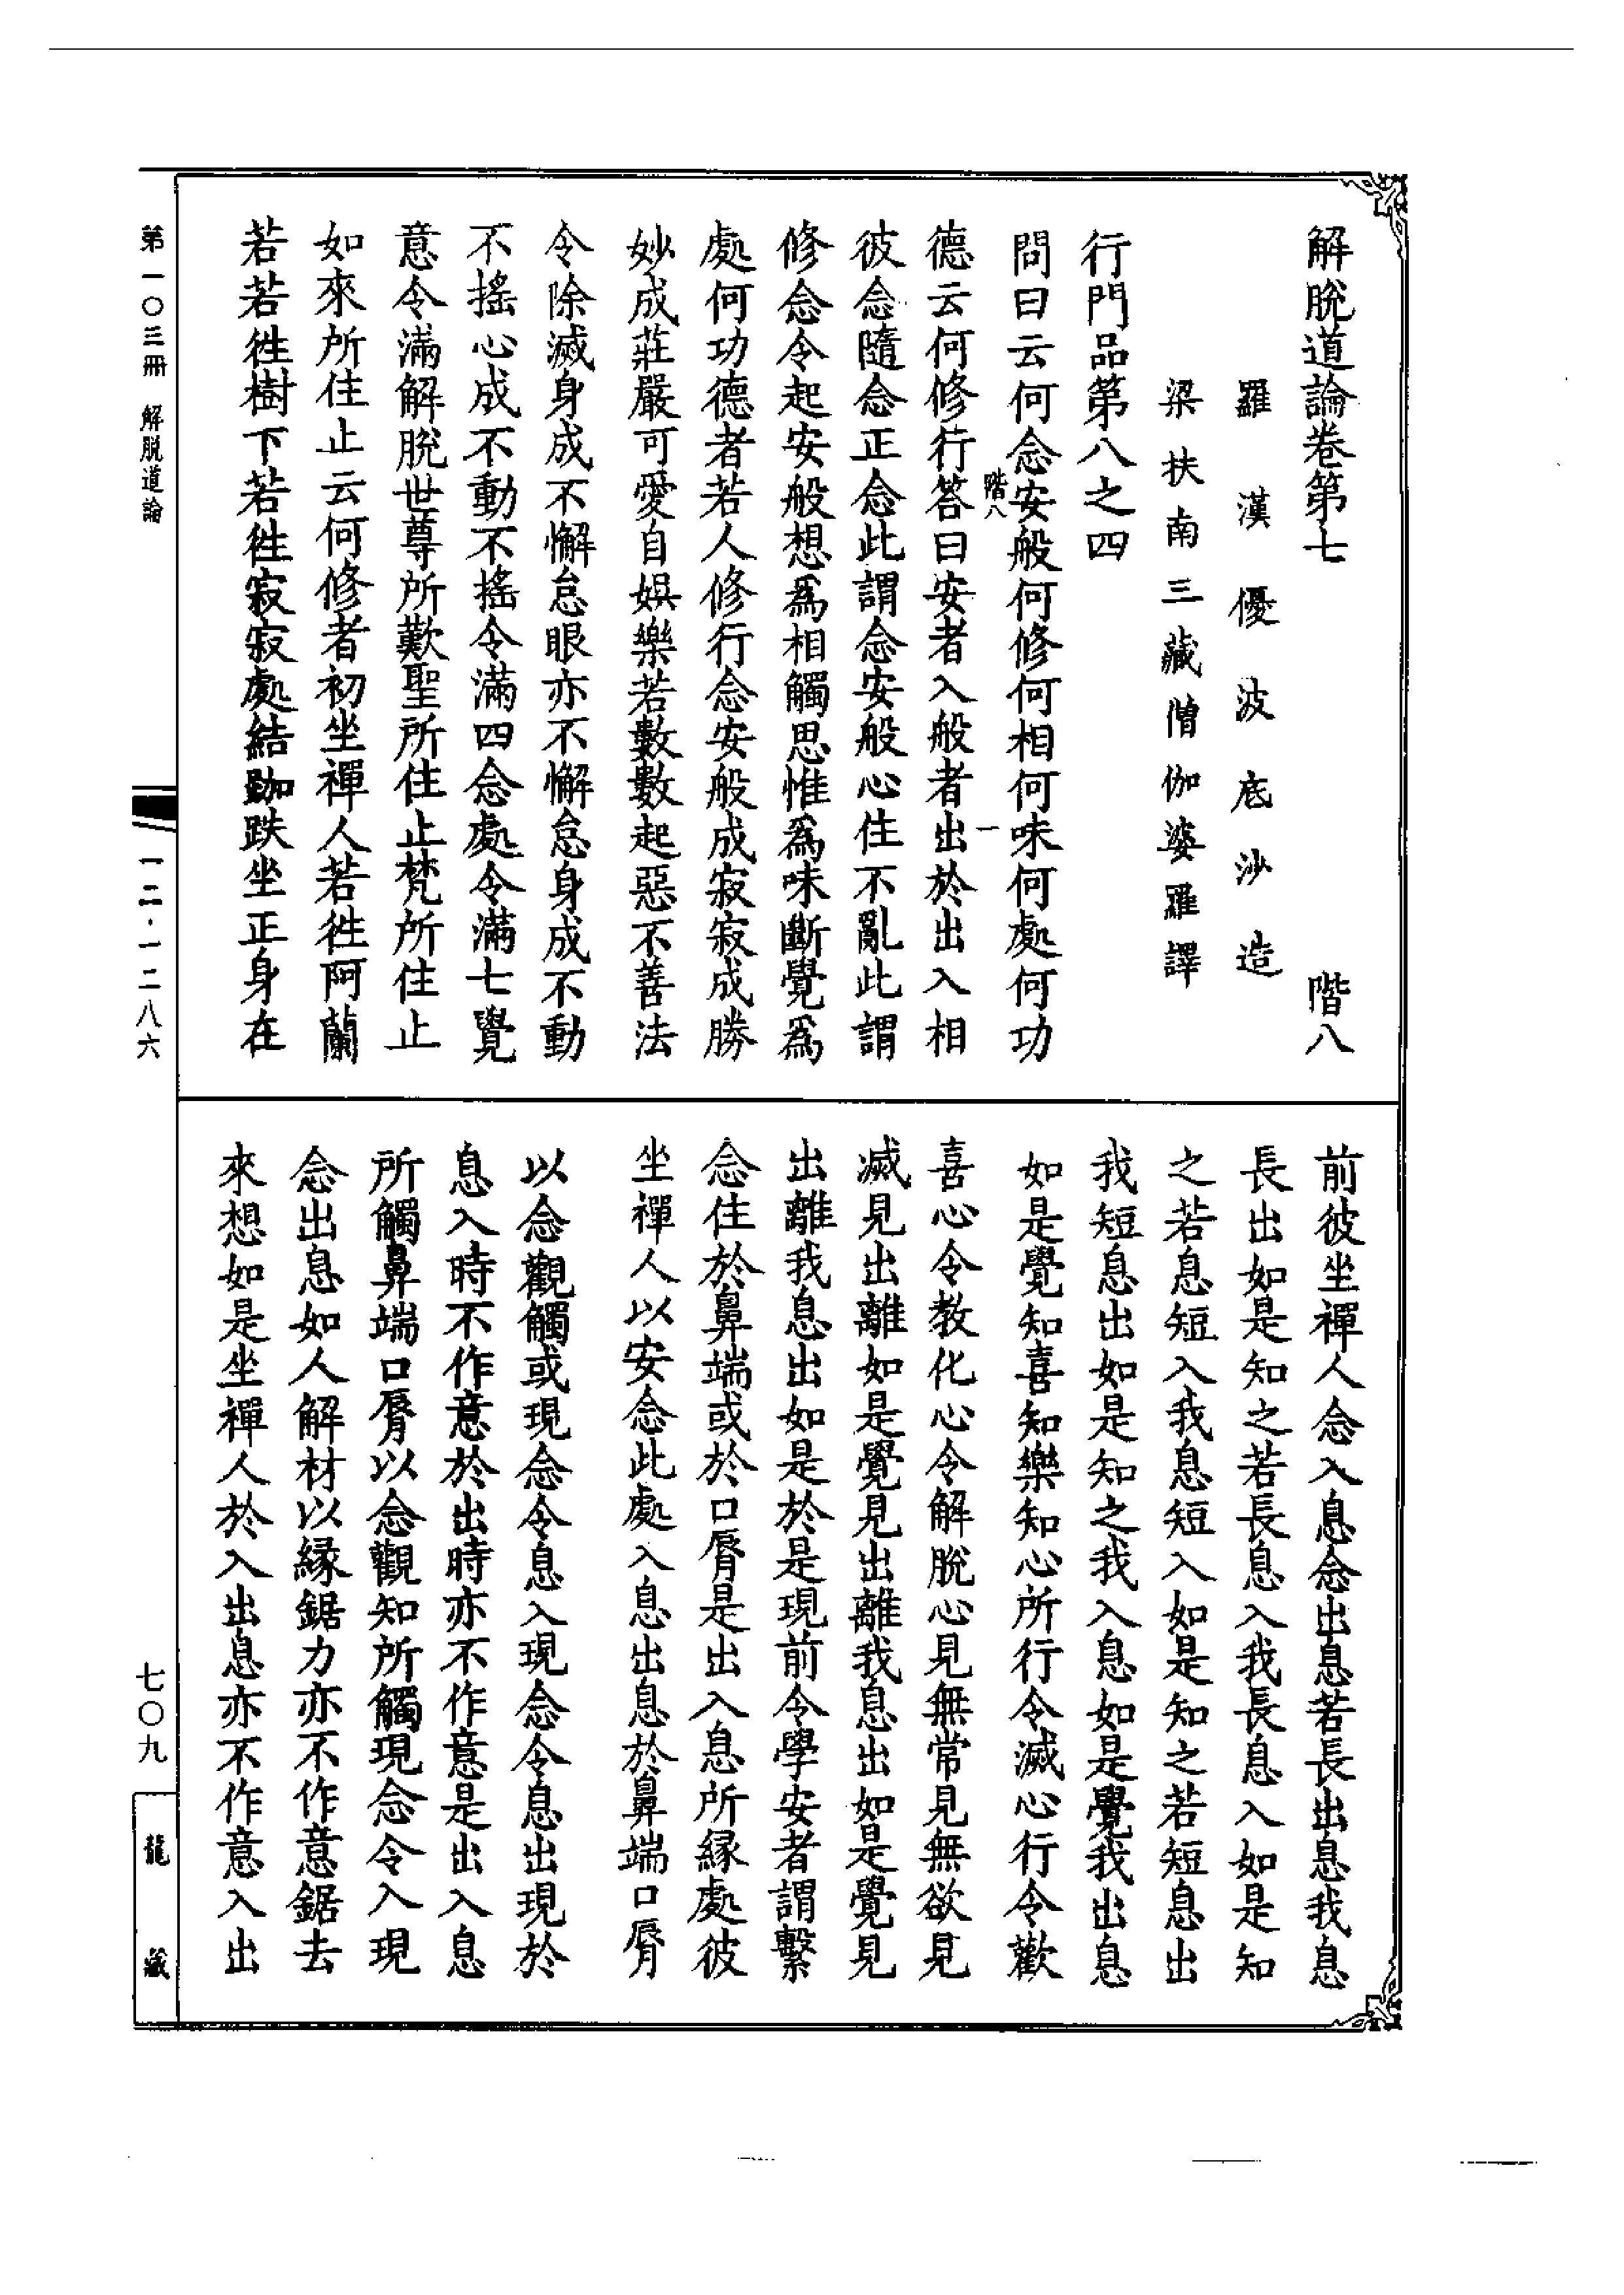 解脫道論卷第七　階八
羅漢優波底沙造
梁扶南三藏僧伽婆羅譯
行門品第八之四
問曰云何念安般何修何相何味何處何功
階八　一
德云何修行答曰安者入般者出於出入相
彼念隨念正念此謂念安般心住不亂此謂
修念令起安般想為相觸思惟為味斷覺為
處何功德者若人修行念安般成寂寂成勝
妙成莊嚴可愛自娛樂若數數起惡不善法
令除滅身成不懈怠眼亦不懈怠身成不動
不搖心成不動不搖令滿四念處令滿七覺
意令滿解脫世尊所歎聖所住止梵所住止
如來所住止云何修者初坐禪人若徃阿蘭
若若徃樹下若徃寂寂處結跏趺坐正身在
前彼坐禪人念入息念出息若長出息我息
長出如是知之若長息入我長息入如是知
之若息短入我息短入如是知之若短息出
我短息出如是知之我入息如是覺我出息
如是覺知喜知樂知心所行令滅心行令歡
喜心令教化心令解脫心見無常見無欲見
滅見出離如是覺見出離我息出如是覺見
出離我息出如是於是現前令學安者謂繫
念住於鼻端或於口脣是出入息所緣處彼
坐禪人以安念此處入息出息於鼻端口脣
以念觀觸或現念令息入現念令息出現於
息入時不作意於出時亦不作意是出入息
所觸鼻端口脣以念觀知所觸現念令入現
念出息如人解材以緣鋸力亦不作意鋸去
來想如是坐禪人於入出息亦不作意入出
第一〇三冊　解脫道論
一二·一二八六
七〇九
龍藏